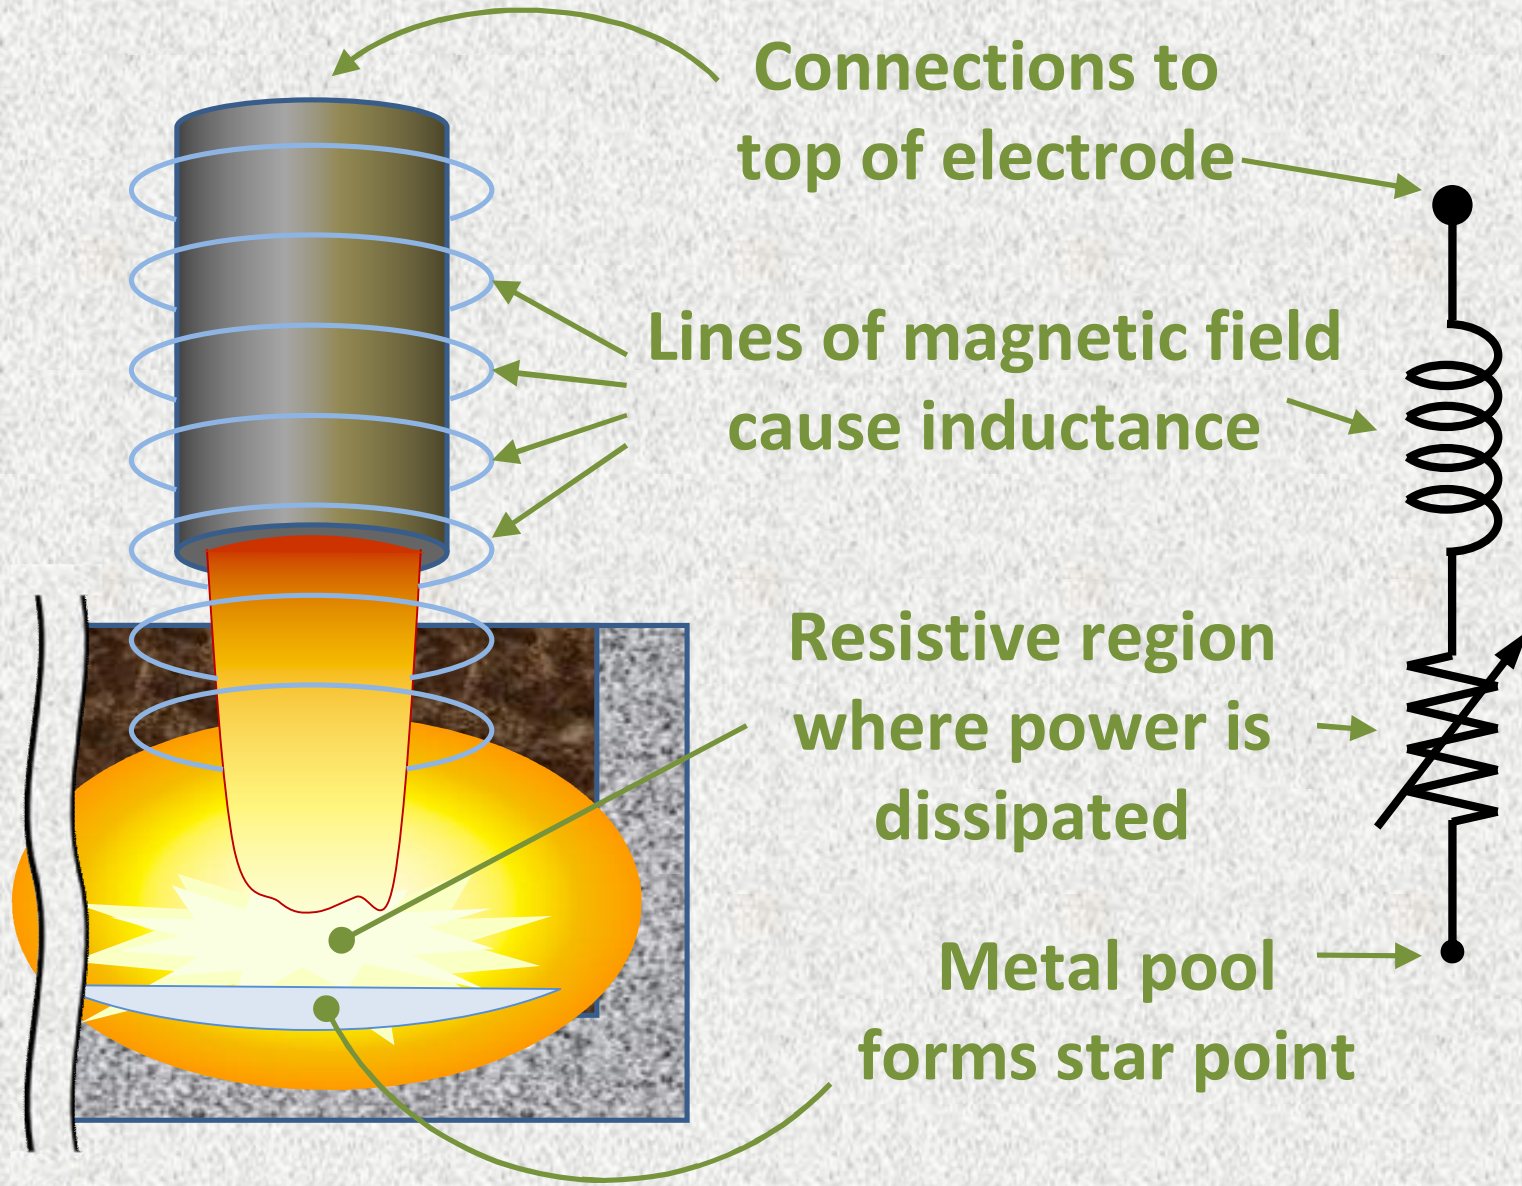 Connections to
top of electrode
Lines of magnetic field
cause inductance
Resistive region
where power is
dissipated
Metal pool
forms star point